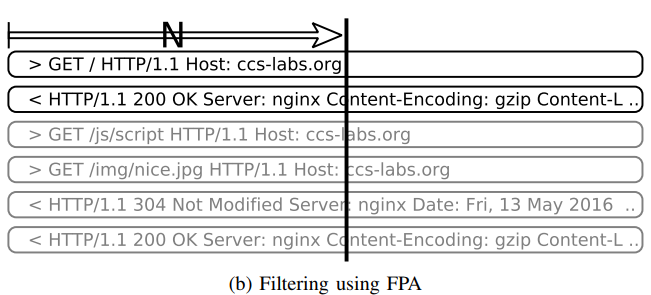 N
> GET / HTTP/1.1 Host: ccs-labs.org
< HTTP/1.1 200 OK Server: nginx Content-Encoding: gzip Content-L ..
> GET /js/script HTTP/1.1 Host: ccs-labs.org
> GET /img/nice.jpg HTTP/1.1 Host: ccs-labs.org
< HTTP/1.1 304 Not Modified Server: nginx Date: Fri, 13 May 2016 ..
< HTTP/1.1 200 OK Server: nginx Content-Encoding: gzip Content-L ..
(b) Filtering using FPA